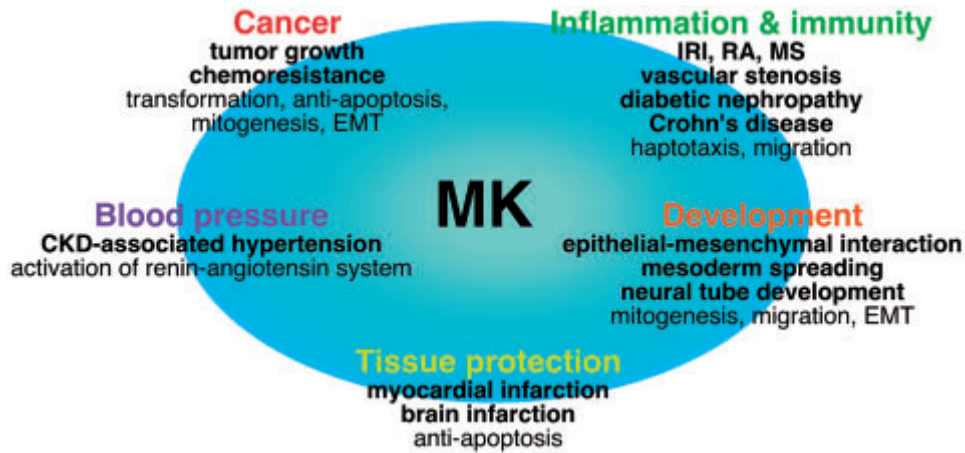 Cancer
tumor growth
chemoresistance
transformation, anti-apoptosis,
mitogenesis, EMT
Inflammation & immunity
IRI, RA, MS
vascular stenosis
diabetic nephropathy
Crohn's disease
haptotaxis, migration
MK
Blood pressure
CKD-associated hypertension
activation of renin-angiotensin system
Development
epithelial-mesenchymal interaction
mesoderm spreading
neural tube development
mitogenesis, migration, EMT
Tissue protection
myocardial infarction
brain infarction
anti-apoptosis